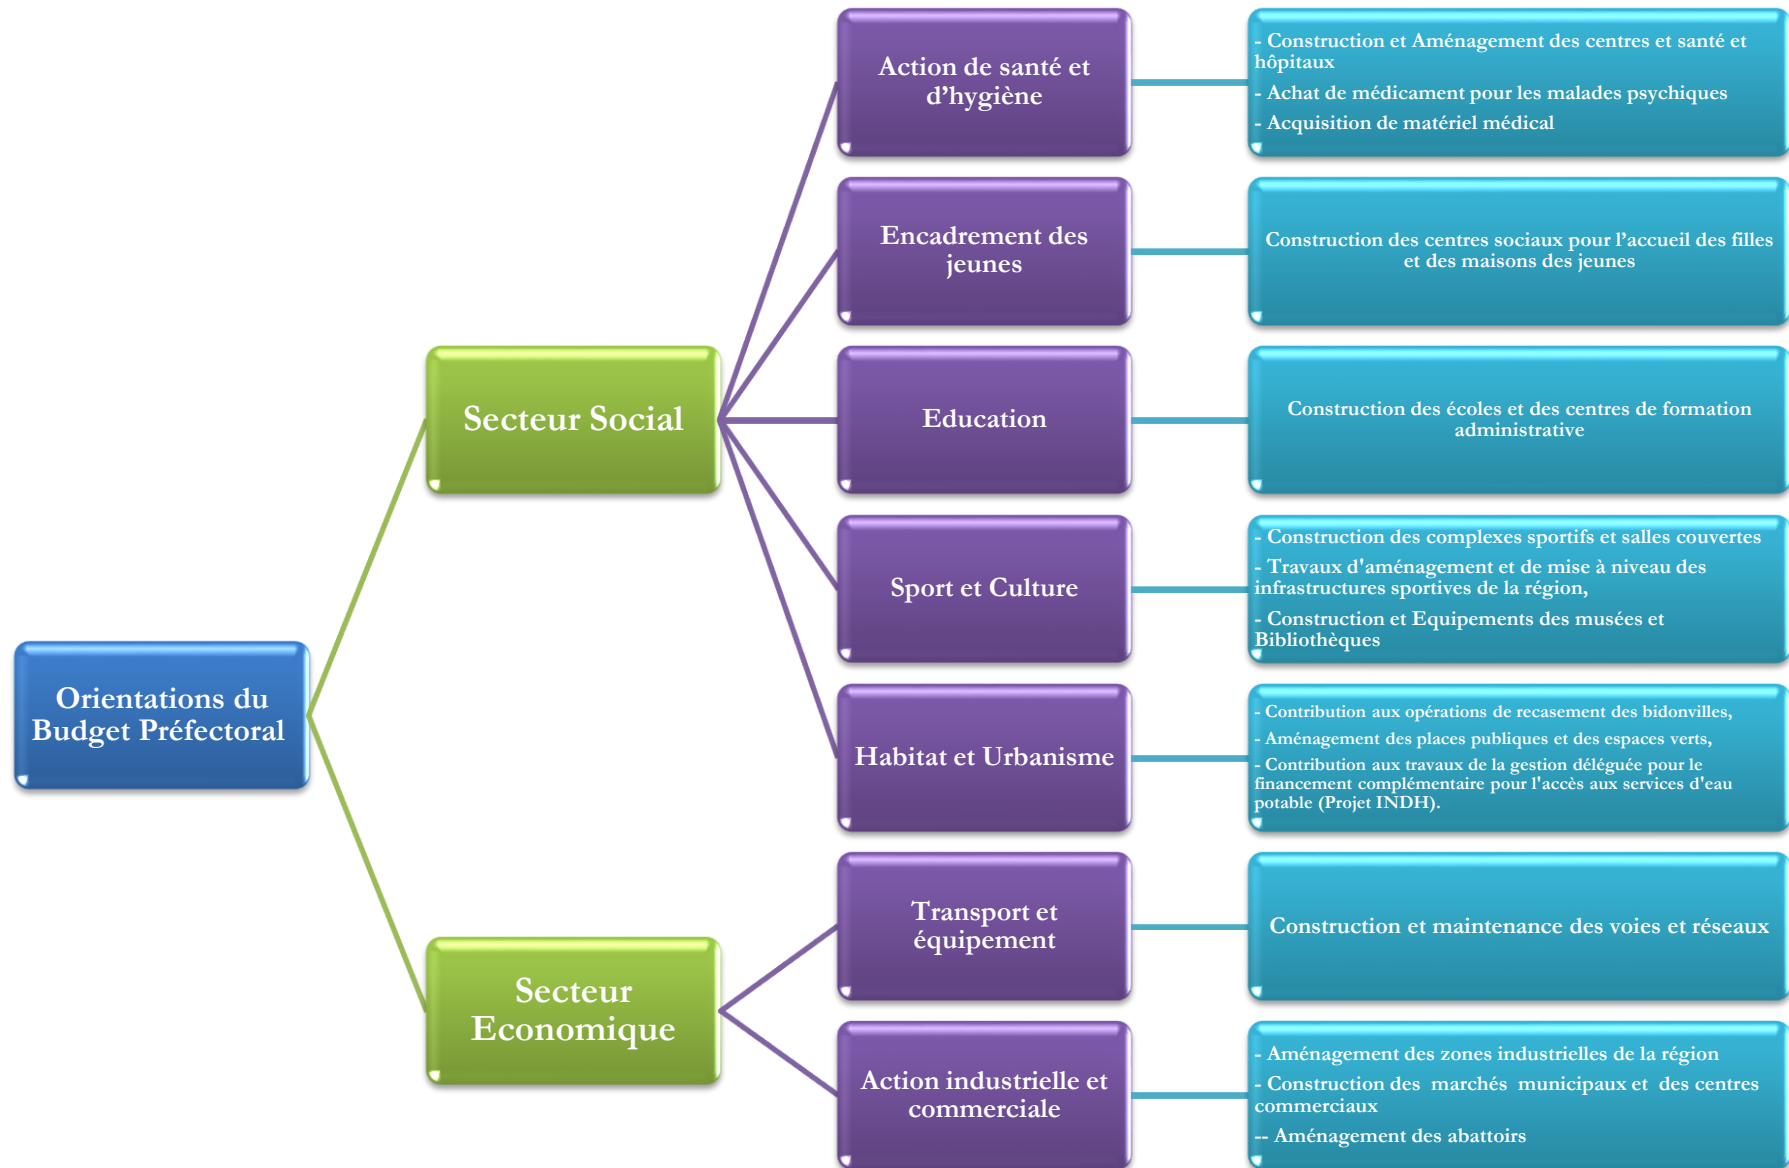 Orientations du
Budget Préfectoral
Secteur Social
Action de santé et
d’hygiène
- Construction et Aménagement des centres et santé et
hôpitaux
- Achat de médicament pour les malades psychiques
- Acquisition de matériel médical
Encadrement des
jeunes
Construction des centres sociaux pour l’accueil des filles
et des maisons des jeunes
Education
Construction des écoles et des centres de formation
administrative
Sport et Culture
- Construction des complexes sportifs et salles couvertes
- Travaux d'aménagement et de mise à niveau des
infrastructures sportives de la région,
- Construction et Equipements des musées et
Bibliothèques
Habitat et Urbanisme
- Contribution aux opérations de recasement des bidonvilles,
- Aménagement des places publiques et des espaces verts,
- Contribution aux travaux de la gestion déléguée pour le
financement complémentaire pour l'accès aux services d'eau
potable (Projet INDH).
Secteur
Economique
Transport et
équipement
Construction et maintenance des voies et réseaux
Action industrielle et
commerciale
- Aménagement des zones industrielles de la région
- Construction des marchés municipaux et des centres
commerciaux
-- Aménagement des abattoirs